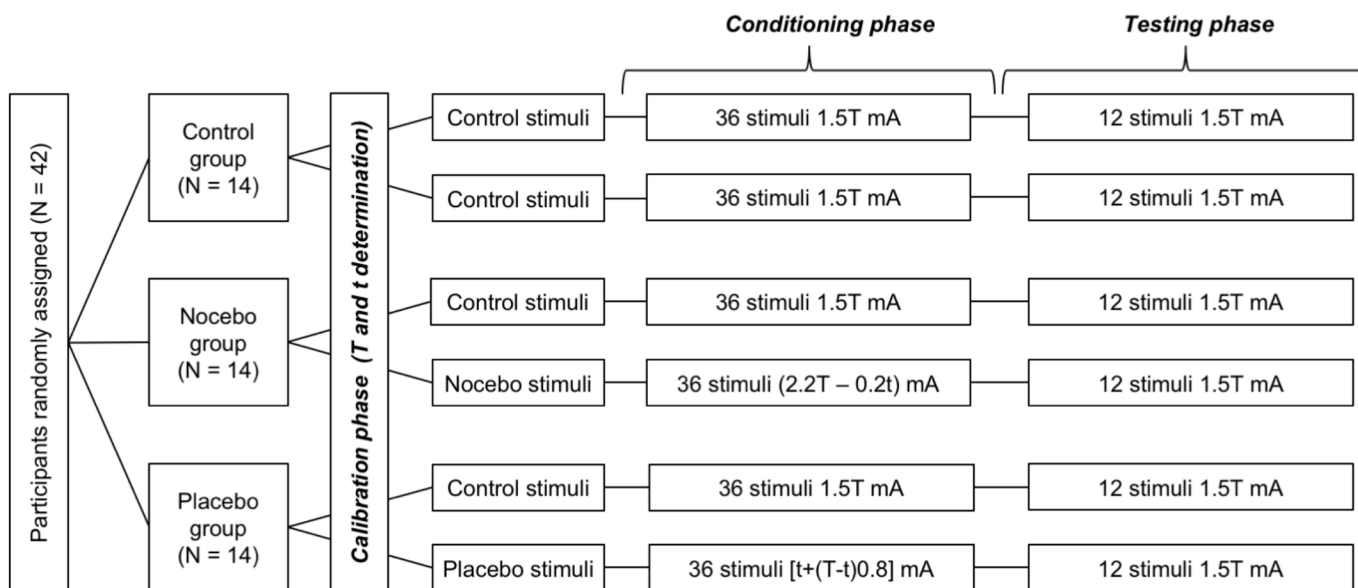 Conditioning phase
Testing phase
Participants randomly assigned (N = 42)
Control
group
(N = 14)
Nocebo
group
(N = 14)
Placebo
group
(N = 14)
Calibration phase (T and t determination)
Control stimuli
36 stimuli 1.5T mA
12 stimuli 1.5T mA
Control stimuli
36 stimuli 1.5T mA
12 stimuli 1.5T mA
Control stimuli
36 stimuli 1.5T mA
12 stimuli 1.5T mA
Nocebo stimuli
36 stimuli (2.2T – 0.2t) mA
12 stimuli 1.5T mA
Control stimuli
36 stimuli 1.5T mA
12 stimuli 1.5T mA
Placebo stimuli
36 stimuli [t+(T-t)0.8] mA
12 stimuli 1.5T mA